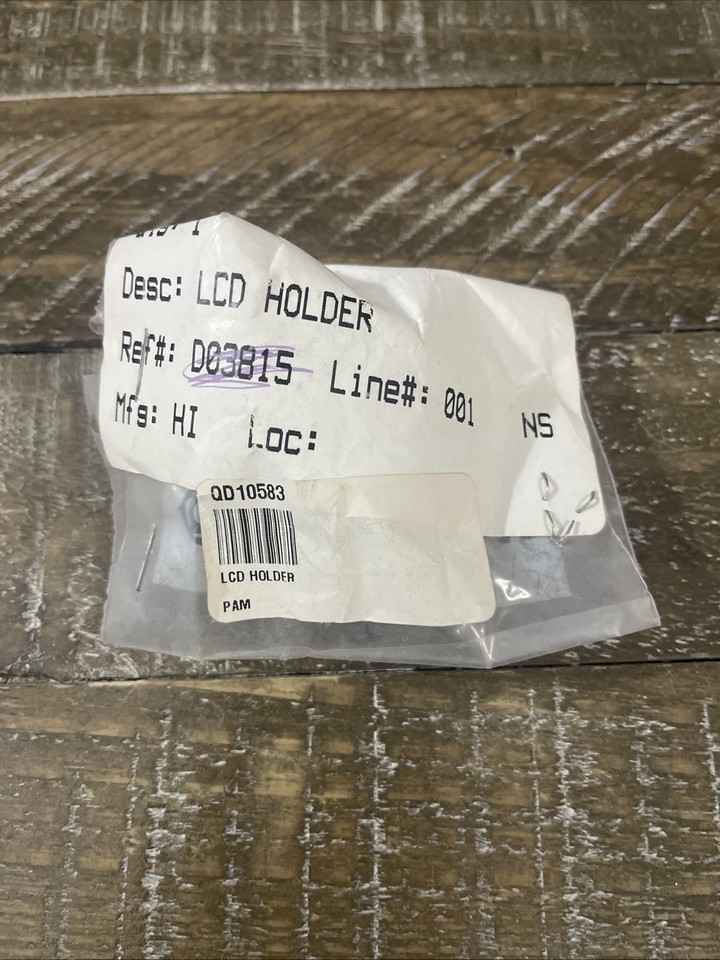 Desc: LCD HOLDER
Ref#: D03815 Line#: 001
Mfg: HI Loc: NS
QD10583
LCD HOLDER
PAM